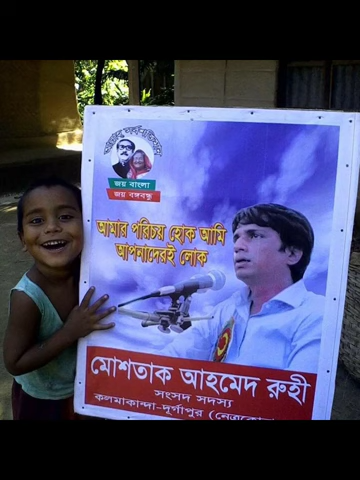 জয় বাংলা
জয় বঙ্গবন্ধু
আমার পরিচয় হোক আমি
আপনাদেরই লোক
মোশতাক আহমেদ রুহী
সংসদ সদস্য
কলমাকান্দা-দূর্গাপুর